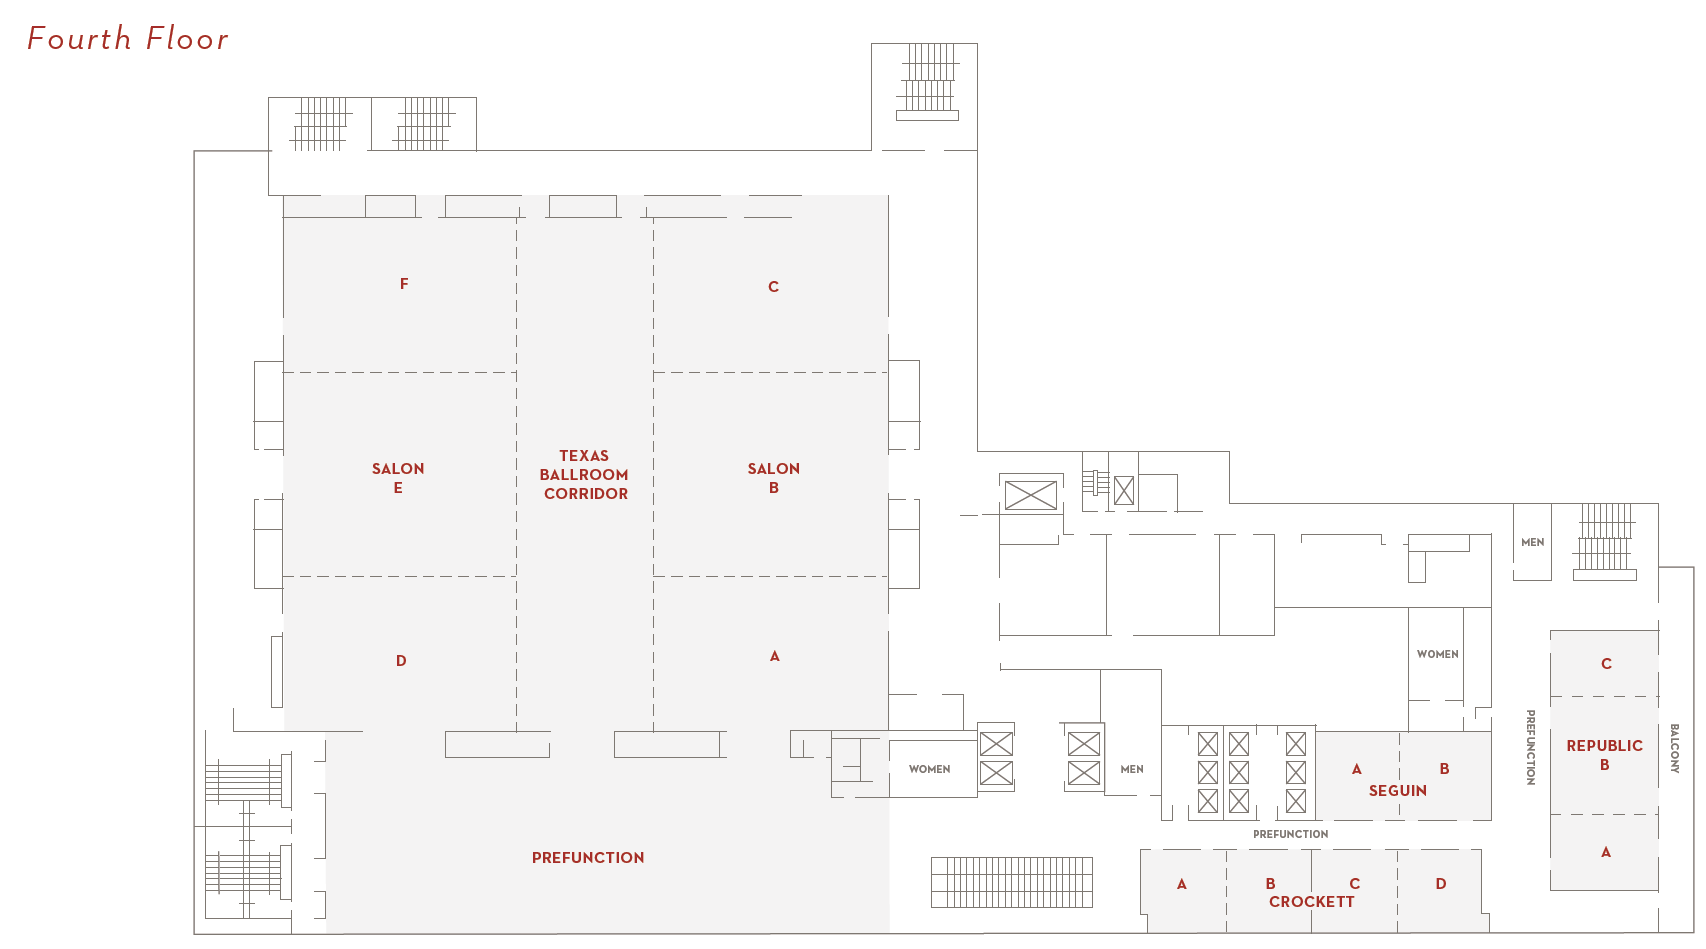 Fourth Floor
F
C
SALON
E
TEXAS
BALLROOM
CORRIDOR
SALON
B
D
A
PREFUNCTION
WOMEN
MEN
MEN
WOMEN
A
B
SEGUIN
PREFUNCTION
A
B
C
D
CROCKETT
PREFUNCTION
C
REPUBLIC
B
A
BALCONY